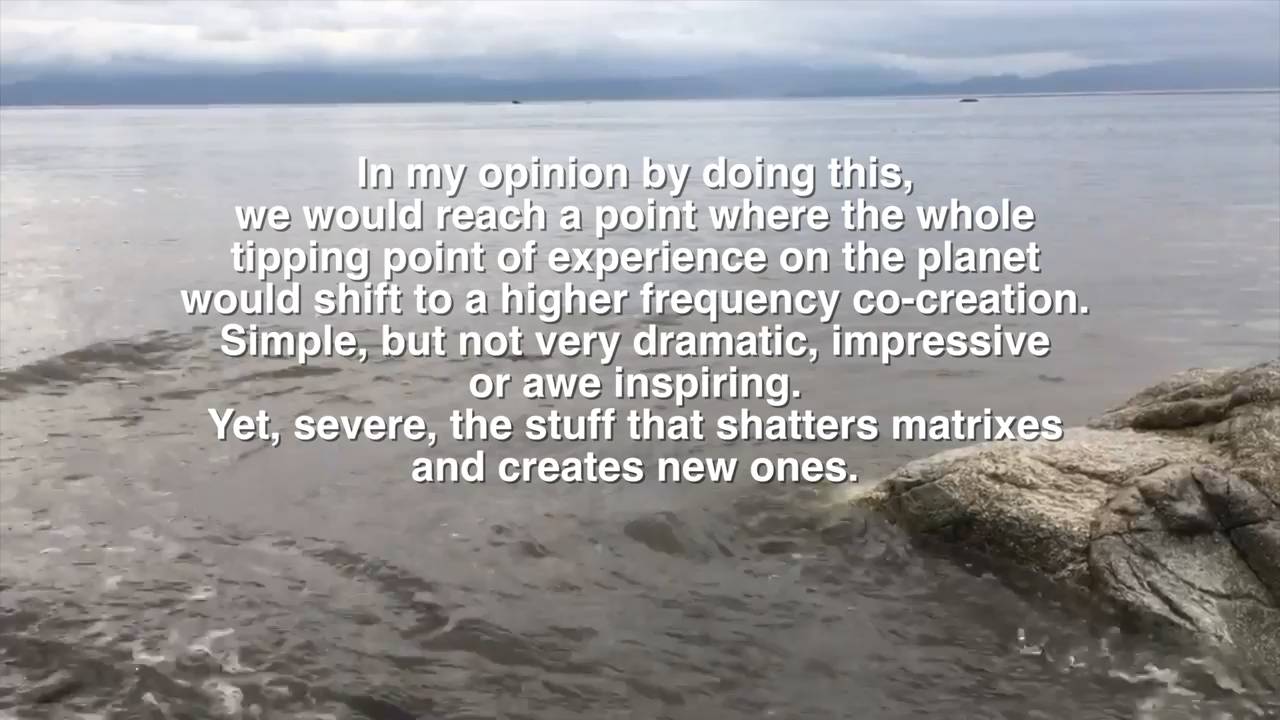 In my opinion by doing this,
we would reach a point where the whole
tipping point of experience on the planet
would shift to a higher frequency co-creation.
Simple, but not very dramatic, impressive
or awe inspiring.
Yet, severe, the stuff that shatters matrixes
and creates new ones.